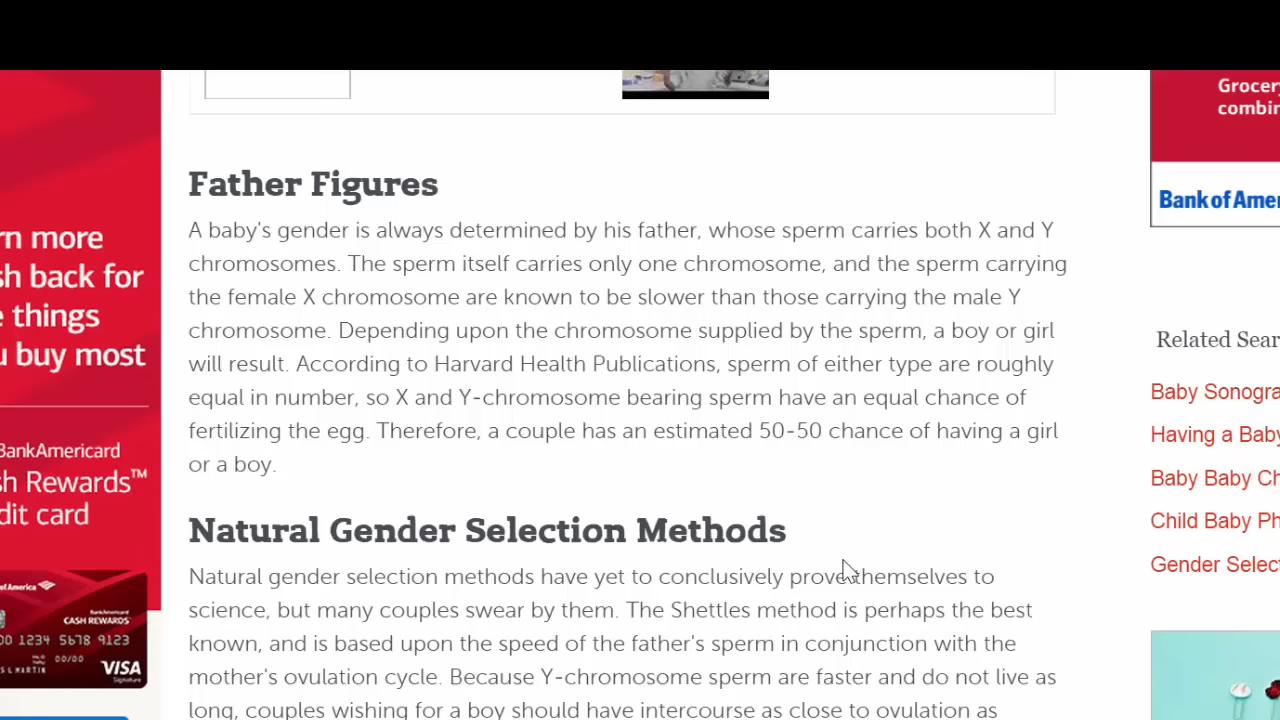 Grocery
combin
Father Figures
A baby's gender is always determined by his father, whose sperm carries both X and Y
chromosomes. The sperm itself carries only one chromosome, and the sperm carrying
the female X chromosome are known to be slower than those carrying the male Y
chromosome. Depending upon the chromosome supplied by the sperm, a boy or girl
will result. According to Harvard Health Publications, sperm of either type are roughly
equal in number, so X and Y-chromosome bearing sperm have an equal chance of
fertilizing the egg. Therefore, a couple has an estimated 50-50 chance of having a girl
or a boy.
Natural Gender Selection Methods
Natural gender selection methods have yet to conclusively prove themselves to
science, but many couples swear by them. The Shettles method is perhaps the best
known, and is based upon the speed of the father's sperm in conjunction with the
mother's ovulation cycle. Because Y-chromosome sperm are faster and do not live as
long, couples wishing for a boy should have intercourse as close to ovulation as
rn more
sh back for
e things
u buy most
BankAmericard
sh Rewards™
dit card
of America
BankAmericard
CASH REWARDS™
00 1234 5678 9123
00/00
S L MARTIN
VISA
Signature
Bank of Amer
Related Sear
Baby Sonogra
Having a Baby
Baby Baby Ch
Child Baby Ph
Gender Select